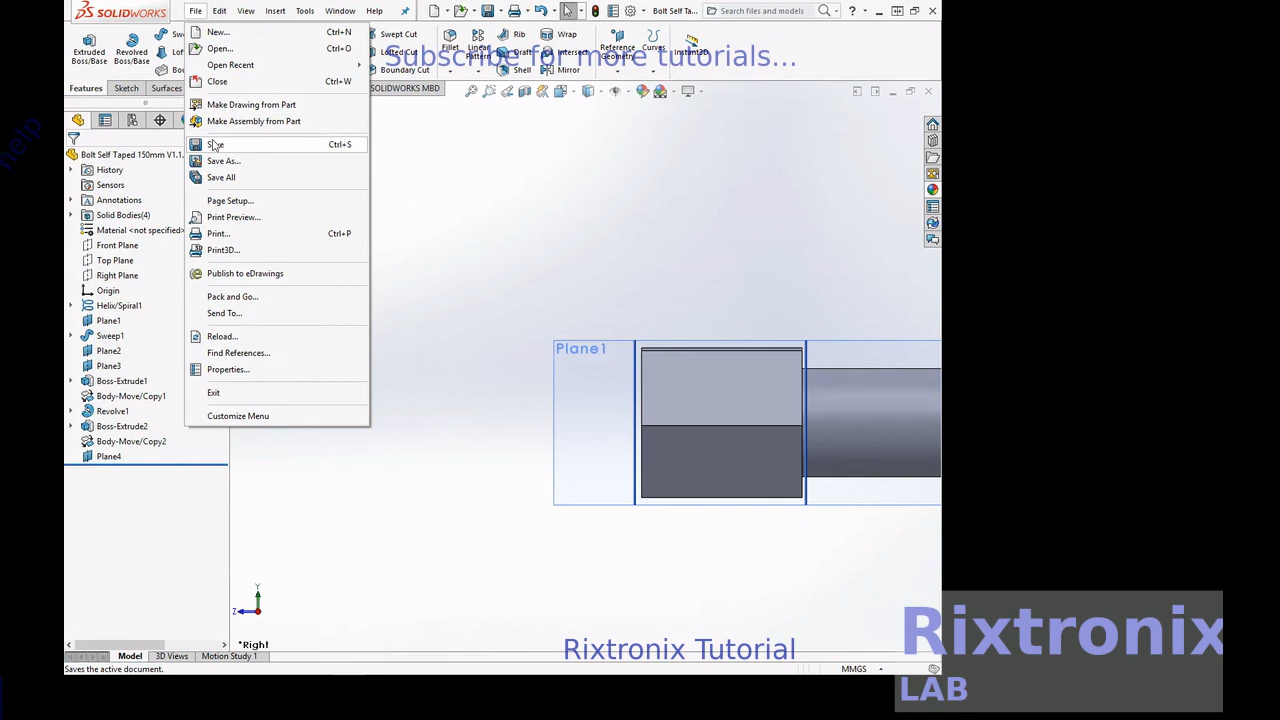 SOLIDWORKS File Edit View Insert Tools Window Help Bolt Self Ta... Search files and models ?
Extruded Boss/Base
Revolved Boss/Base
Swept Cut
Boundary Cut
Fillet
Linear Pattern
Rib
Draft
Shell
Wrap
Intersect
Mirror
Reference Geometry
Curves
Instant3D
Subscribe for more tutorials...
Features Sketch Surfaces SOLIDWORKS MBD
New... Ctrl+N
Open... Ctrl+O
Open Recent
Close Ctrl+W
Make Drawing from Part
Make Assembly from Part
Save Ctrl+S
Save As...
Save All
Page Setup...
Print Preview...
Print... Ctrl+P
Print3D...
Publish to eDrawings
Pack and Go...
Send To...
Reload...
Find References...
Properties...
Exit
Customize Menu
help
Bolt Self Taped 150mm V1.1
History
Sensors
Annotations
Solid Bodies(4)
Material <not specified>
Front Plane
Top Plane
Right Plane
Origin
Helix/Spiral1
Plane1
Sweep1
Plane2
Plane3
Boss-Extrude1
Body-Move/Copy1
Revolve1
Boss-Extrude2
Body-Move/Copy2
Plane4
Plane1
Y
Z
*Right
Model 3D Views Motion Study 1
Saves the active document.
MMGS
Rixtronix Tutorial
Rixtronix
LAB